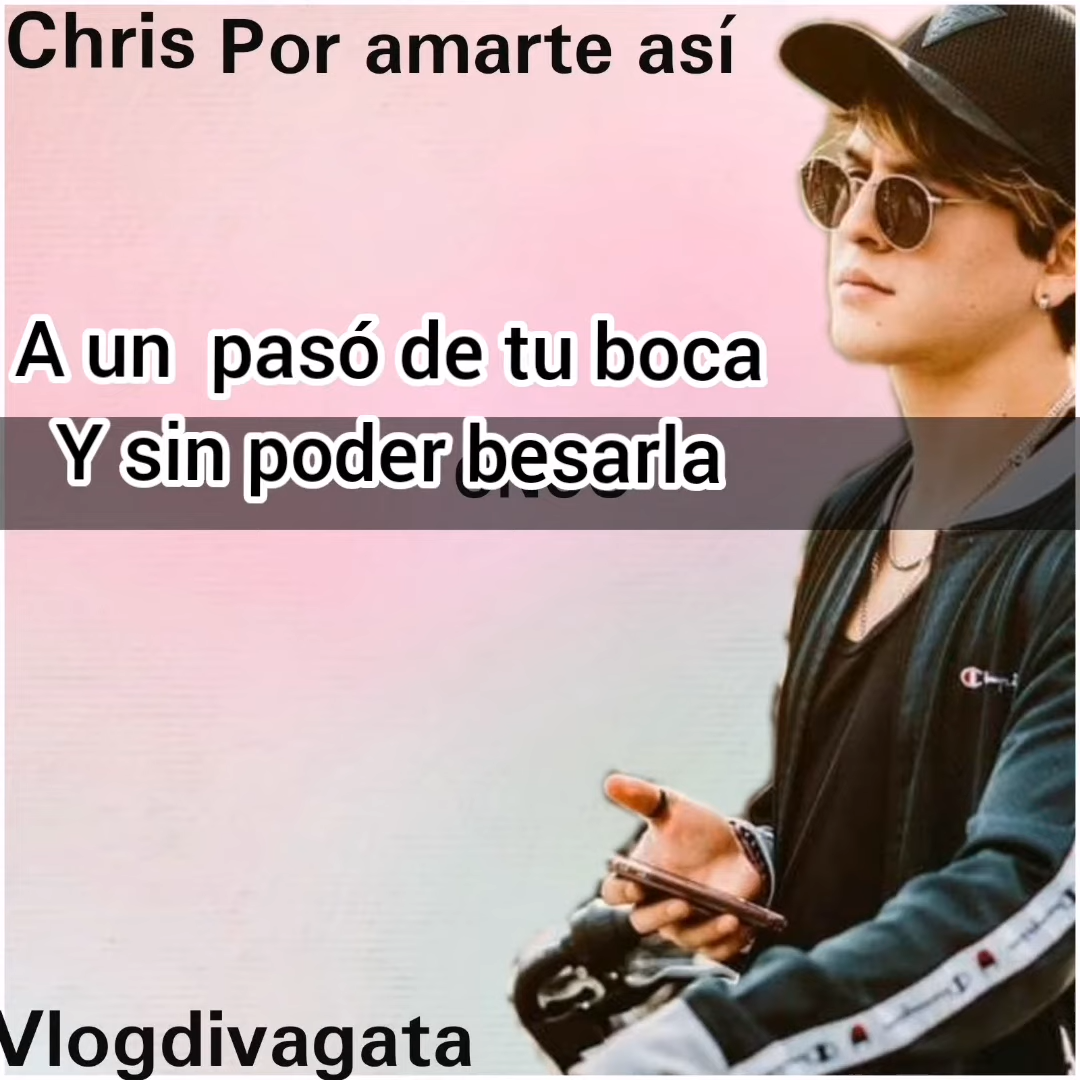 Chris Por amarte así
A un pasó de tu boca
Y sin poder besarla
Vlogdivagata